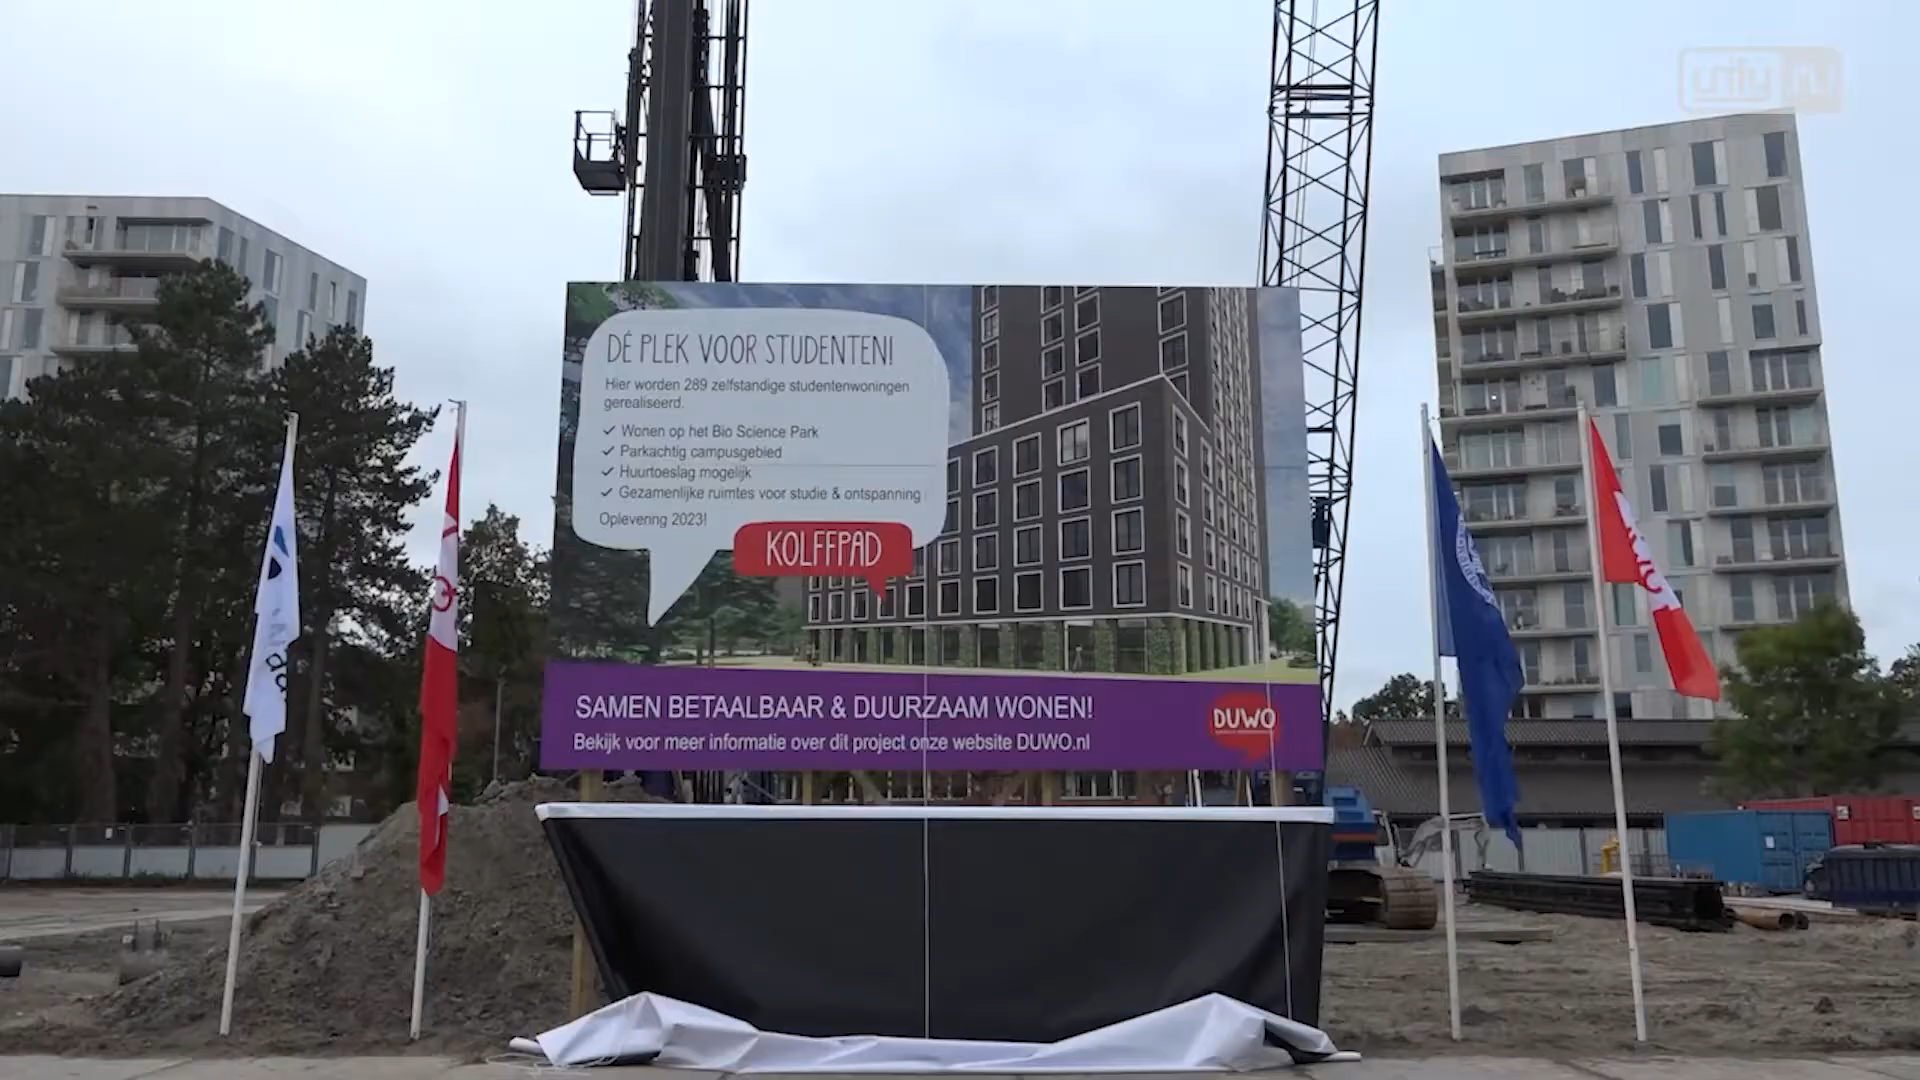 unity.nu
DÉ PLEK VOOR STUDENTEN!
Hier worden 289 zelfstandige studentenwoningen
gerealiseerd.
✓ Wonen op het Bio Science Park
✓ Parkachtig campusgebied
✓ Huurtoeslag mogelijk
✓ Gezamenlijke ruimtes voor studie & ontspanning
Oplevering 2023!
KOLFFPAD
SAMEN BETAALBAAR & DUURZAAM WONEN!
Bekijk voor meer informatie over dit project onze website DUWO.nl
DUWO